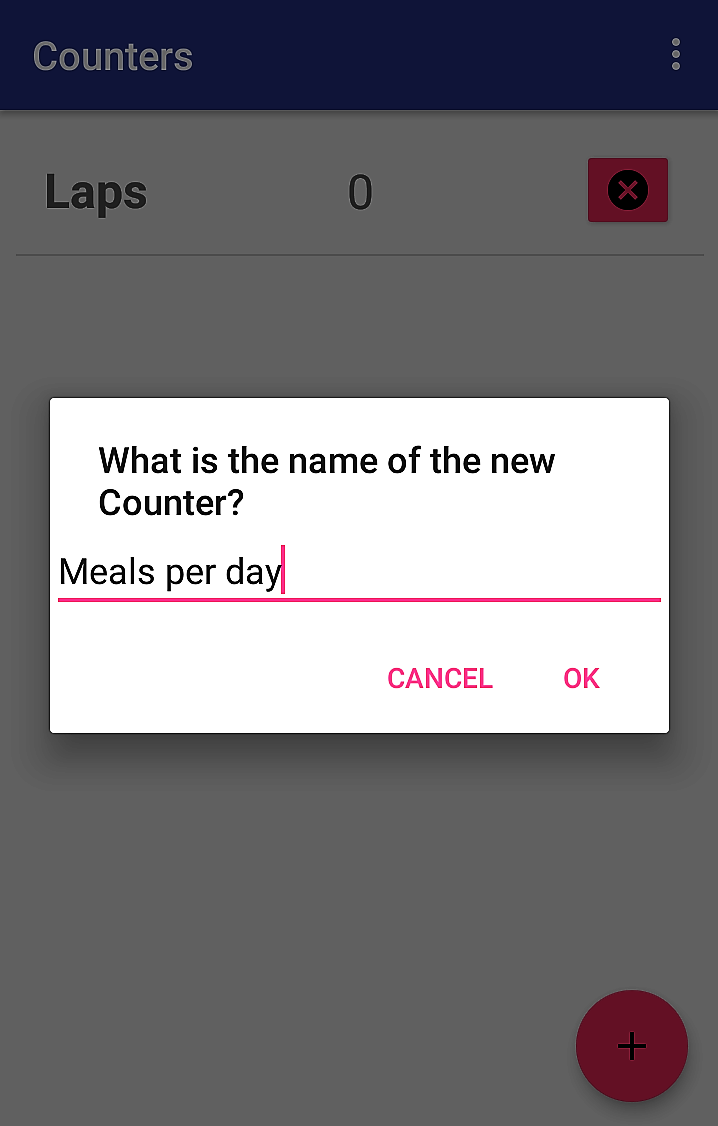 Counters
Laps 0
What is the name of the new
Counter?
Meals per day
CANCEL OK